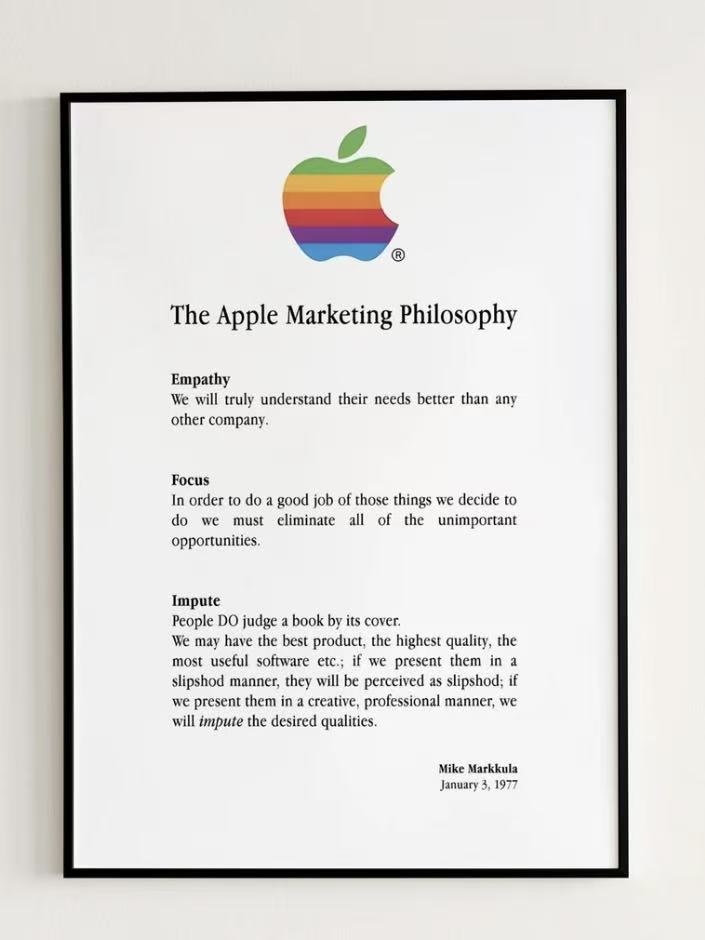 ®
The Apple Marketing Philosophy
Empathy
We will truly understand their needs better than any
other company.
Focus
In order to do a good job of those things we decide to
do we must eliminate all of the unimportant
opportunities.
Impute
People DO judge a book by its cover.
We may have the best product, the highest quality, the
most useful software etc.; if we present them in a
slipshod manner, they will be perceived as slipshod; if
we present them in a creative, professional manner, we
will impute the desired qualities.
Mike Markkula
January 3, 1977